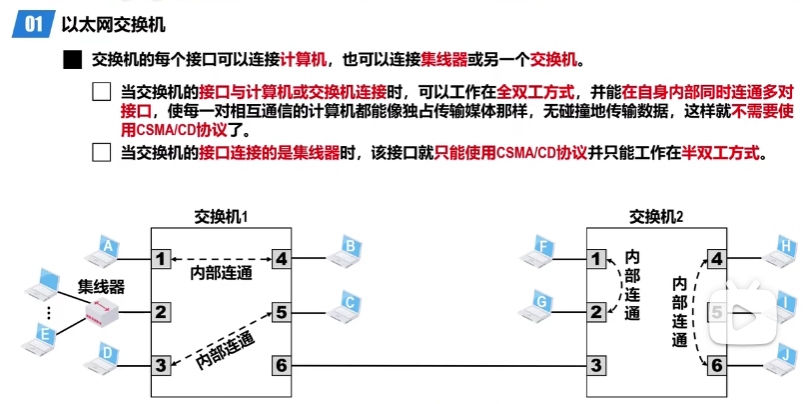 01 以太网交换机
交换机的每个接口可以连接计算机，也可以连接集线器或另一个交换机。
当交换机的接口与计算机或交换机连接时，可以工作在全双工方式，并能在自身内部同时连通多对
接口，使每一对相互通信的计算机都能像独占传输媒体那样，无碰撞地传输数据，这样就不需要使
用CSMA/CD协议了。
当交换机的接口连接的是集线器时，该接口就只能使用CSMA/CD协议并只能工作在半双工方式。
交换机1
交换机2
A
1
内部连通
4
B
集线器
2
E
D
3
内部连通
5
C
6
F
1
G
2
内部连通
3
内部连通
4
H
5
I
6
J